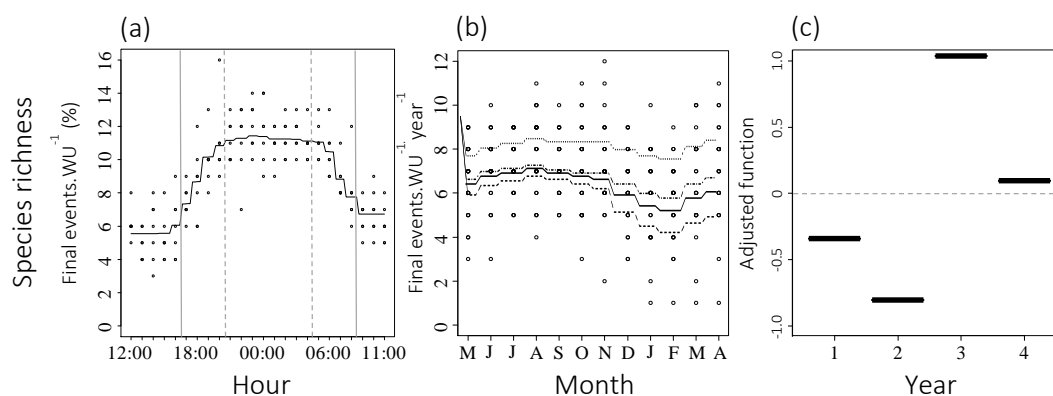 (a)
(b)
(c)
Species richness
Final events.WU⁻¹ (%)
0 2 4 6 8 10 12 14 16
12:00 18:00 00:00 06:00 11:00
Hour
Final events.WU⁻¹· year⁻¹
0 2 4 6 8 10 12
M J J A S O N D J F M A
Month
Adjusted function
-1.0 -0.5 0 0.5 1.0
1 2 3 4
Year